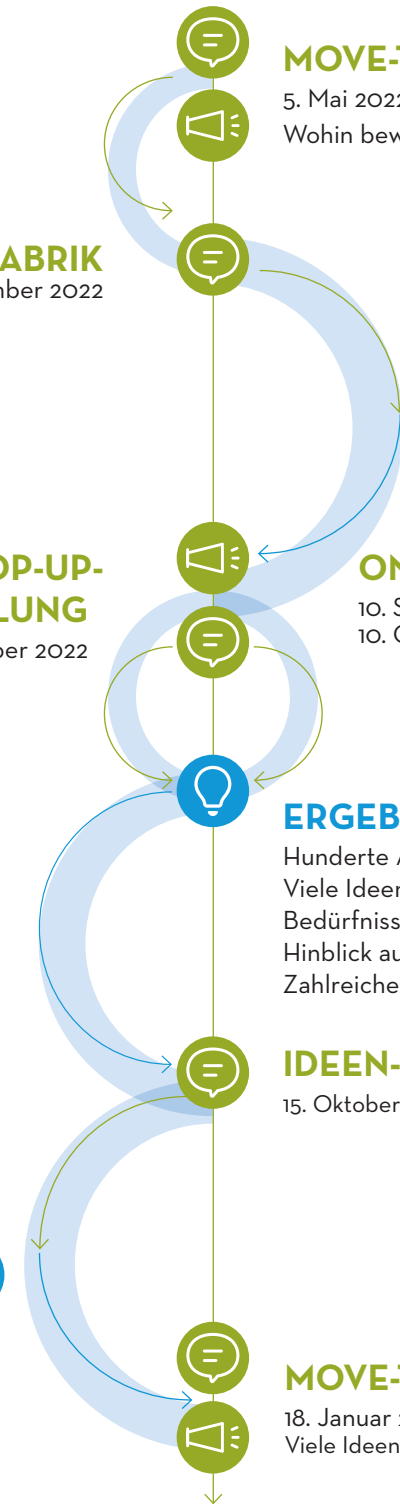 MOVE-
5. Mai 2022
Wohin bew
ABRIK
mber 2022
OP-UP-
LLUNG
ber 2022
ON
10. S
10. O
ERGEB
Hunderte A
Viele Ideen
Bedürfniss
Hinblick au
Zahlreiche
IDEEN-
15. Oktober
MOVE-
18. Januar
Viele Ideen